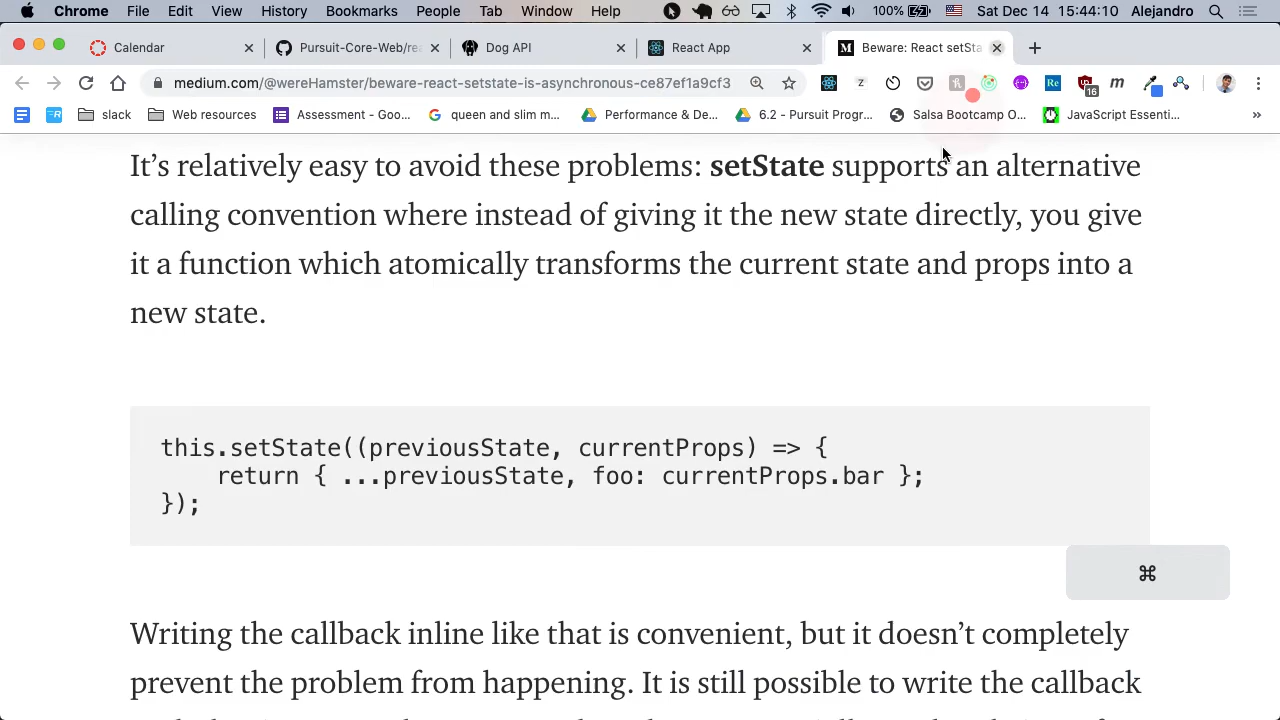 Chrome File Edit View History Bookmarks People Tab Window Help 100% Sat Dec 14 15:44:10 Alejandro
Calendar Pursuit-Core-Web/rea Dog API React App Beware: React setSta
medium.com/@wereHamster/beware-react-setstate-is-asynchronous-ce87ef1a9cf3 Z Re 16 m
slack Web resources Assessment - Goo... queen and slim m... Performance & De... 6.2 - Pursuit Progr... Salsa Bootcamp O... JavaScript Essenti... »
It’s relatively easy to avoid these problems: setState supports an alternative
calling convention where instead of giving it the new state directly, you give
it a function which atomically transforms the current state and props into a
new state.
this.setState((previousState, currentProps) => {
    return { ...previousState, foo: currentProps.bar };
});
⌘
Writing the callback inline like that is convenient, but it doesn’t completely
prevent the problem from happening. It is still possible to write the callback